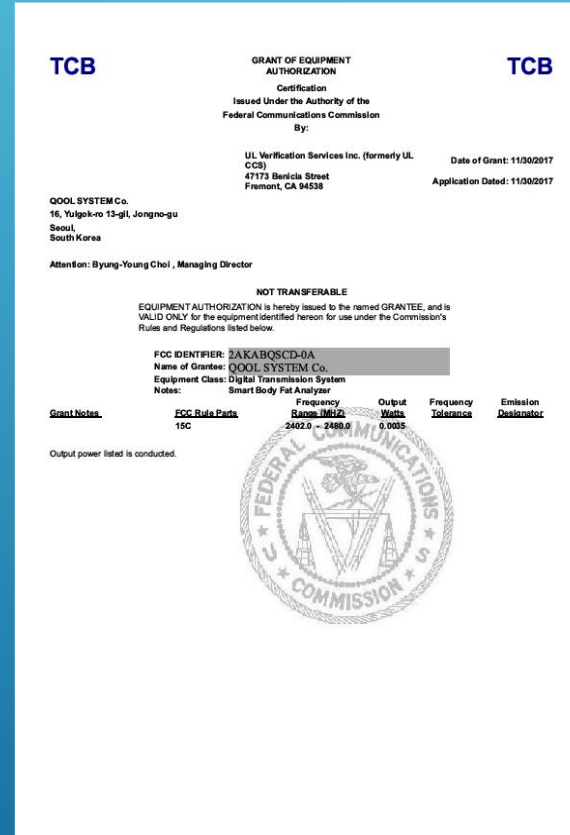 TCB
GRANT OF EQUIPMENT
AUTHORIZATION
TCB
Certification
Issued Under the Authority of the
Federal Communications Commission
By:
UL Verification Services Inc. (formerly UL
CCS)
47173 Benicia Street
Fremont, CA 94538
Date of Grant: 11/30/2017
Application Dated: 11/30/2017
QOOL SYSTEM Co.
16, Yulgok-ro 13-gil, Jongno-gu
Seoul,
South Korea
Attention: Byung-Young Choi , Managing Director
NOT TRANSFERABLE
EQUIPMENT AUTHORIZATION is hereby issued to the named GRANTEE, and is
VALID ONLY for the equipment identified hereon for use under the Commission's
Rules and Regulations listed below.
FCC IDENTIFIER: 2AKABQSCD-0A
Name of Grantee: QOOL SYSTEM Co.
Equipment Class: Digital Transmission System
Notes: Smart Body Fat Analyzer
Grant Notes FCC Rule Parts Frequency Range (MHZ) Output Watts Frequency Tolerance Emission Designator
15C 2402.0 - 2480.0 0.0035
Output power listed is conducted.
FEDERAL COMMUNICATIONS COMMISSION
U S